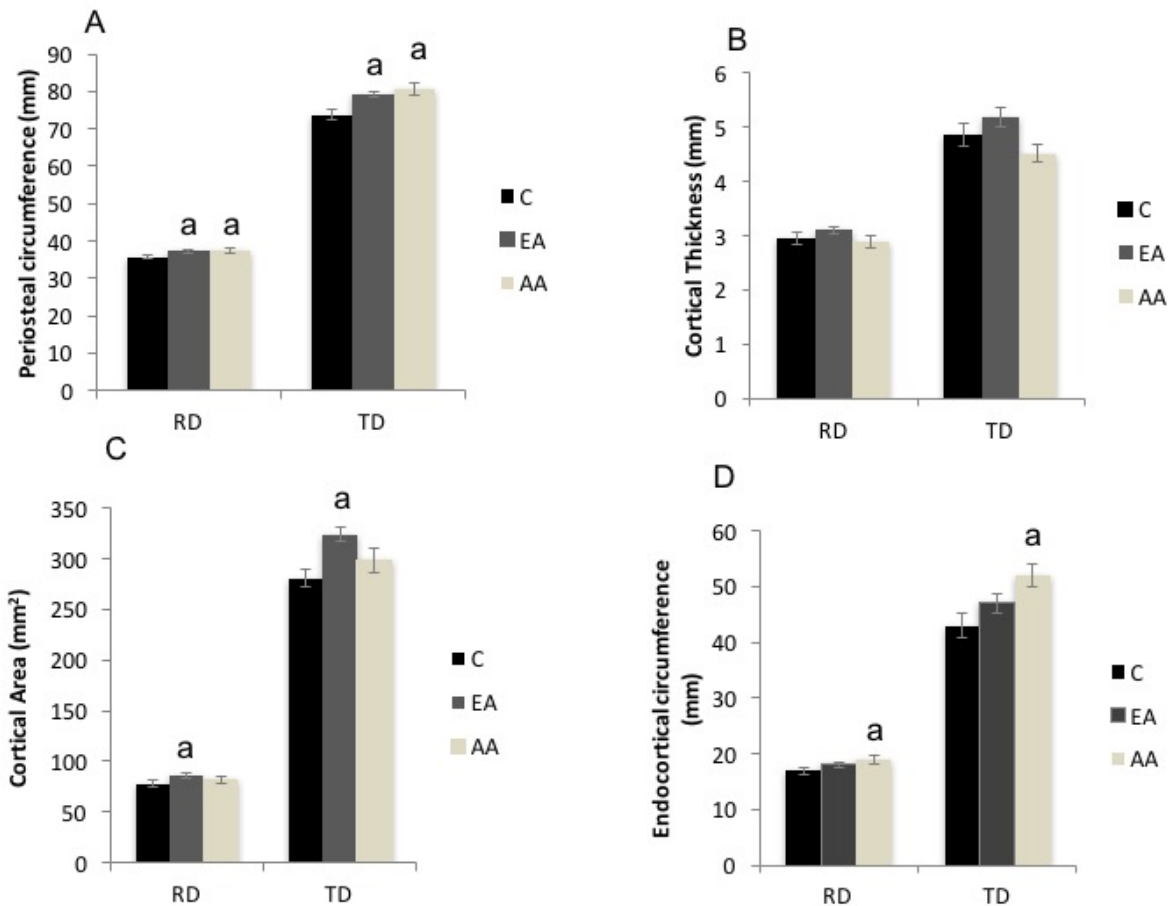 A
a
a
a a
Periosteal circumference (mm)
90
80
70
60
50
40
30
20
10
0
RD TD
C
EA
AA
B
Cortical Thickness (mm)
6
5
4
3
2
1
0
RD TD
C
EA
AA
C
a
a
Cortical Area (mm²)
350
300
250
200
150
100
50
0
RD TD
C
EA
AA
D
a
a
Endocortical circumference
(mm)
60
50
40
30
20
10
0
RD TD
C
EA
AA